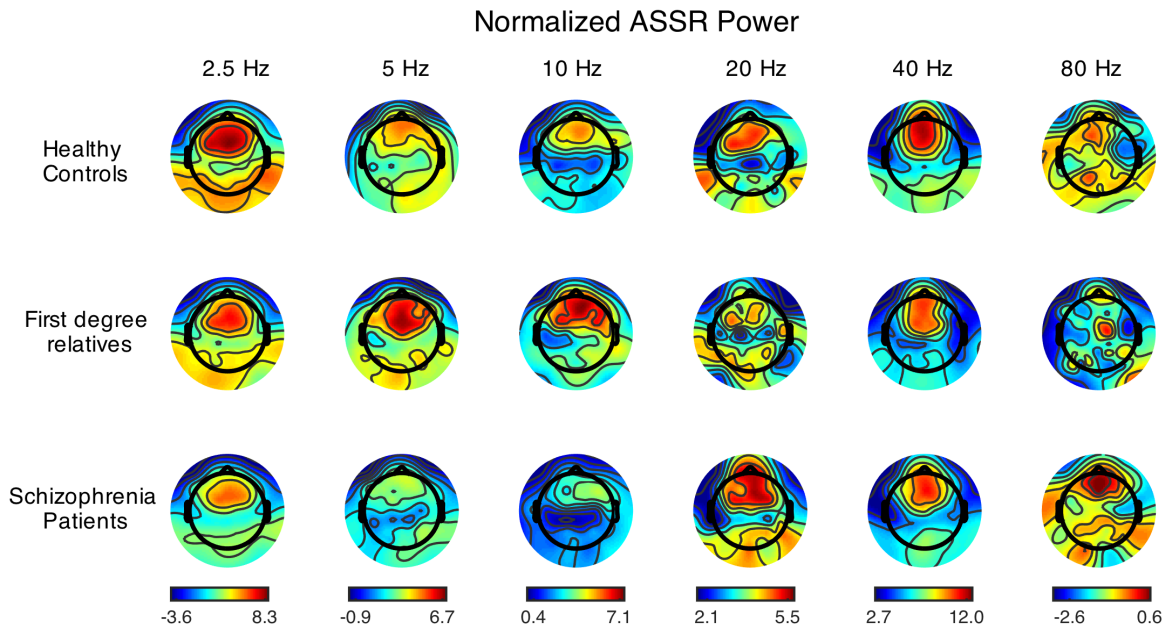 Normalized ASSR Power
2.5 Hz 5 Hz 10 Hz 20 Hz 40 Hz 80 Hz
Healthy
Controls
First degree
relatives
Schizophrenia
Patients
-3.6 8.3 -0.9 6.7 0.4 7.1 2.1 5.5 2.7 12.0 -2.6 0.6